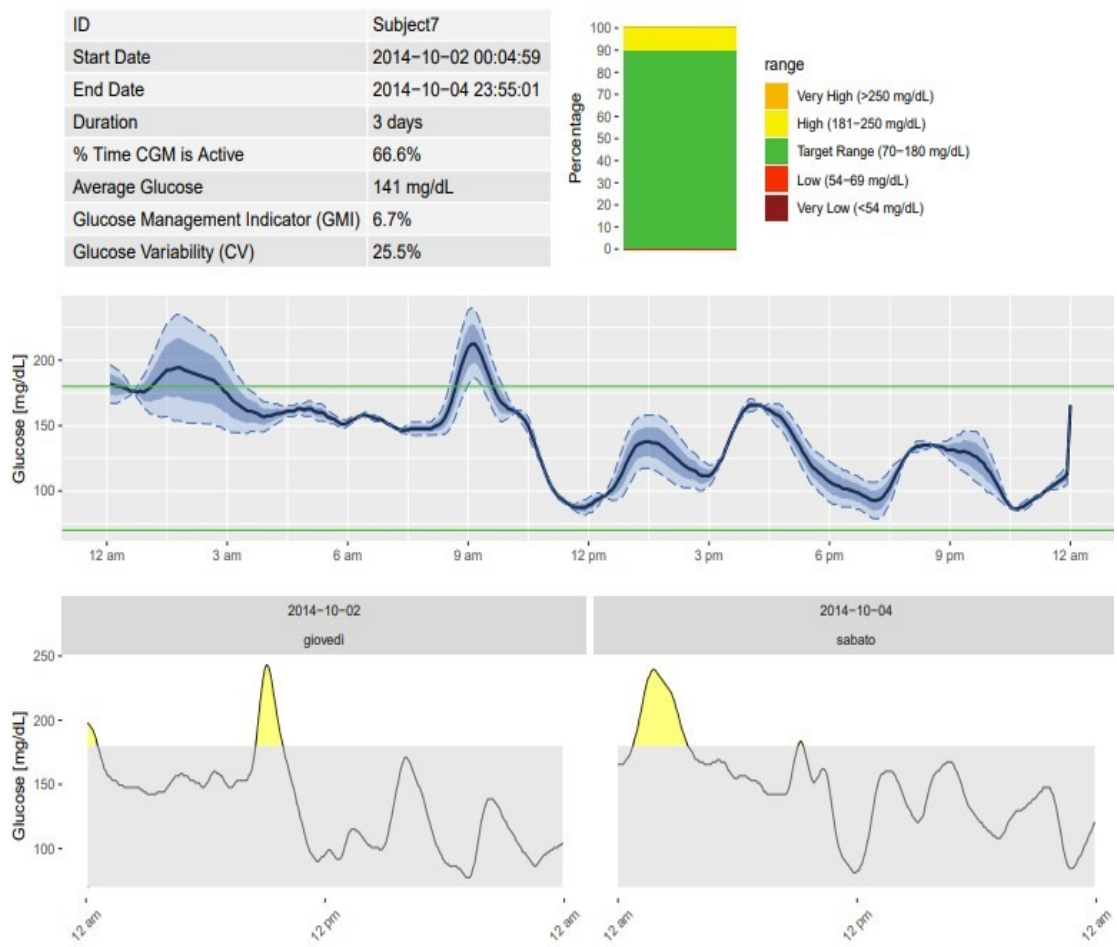 ID Subject7
Start Date 2014−10−02 00:04:59
End Date 2014−10−04 23:55:01
Duration 3 days
% Time CGM is Active 66.6%
Average Glucose 141 mg/dL
Glucose Management Indicator (GMI) 6.7%
Glucose Variability (CV) 25.5%
Percentage
100
90
80
70
60
50
40
30
20
10
0
range
Very High (>250 mg/dL)
High (181−250 mg/dL)
Target Range (70−180 mg/dL)
Low (54−69 mg/dL)
Very Low (<54 mg/dL)
Glucose [mg/dL]
200
150
100
12 am 3 am 6 am 9 am 12 pm 3 pm 6 pm 9 pm 12 am
2014−10−02
giovedì
2014−10−04
sabato
Glucose [mg/dL]
250
200
150
100
12 am 12 pm 12 am
12 am 12 pm 12 am